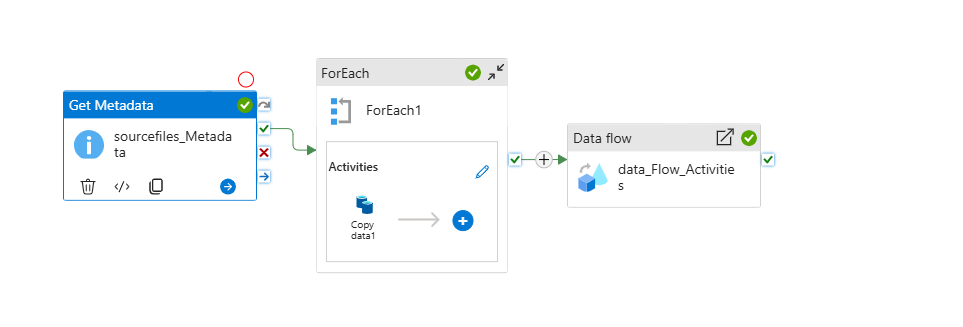 Get Metadata
sourcefiles_Metada
ta
ForEach
ForEach1
Activities
Copy
data1
Data flow
data_Flow_Activitie
s